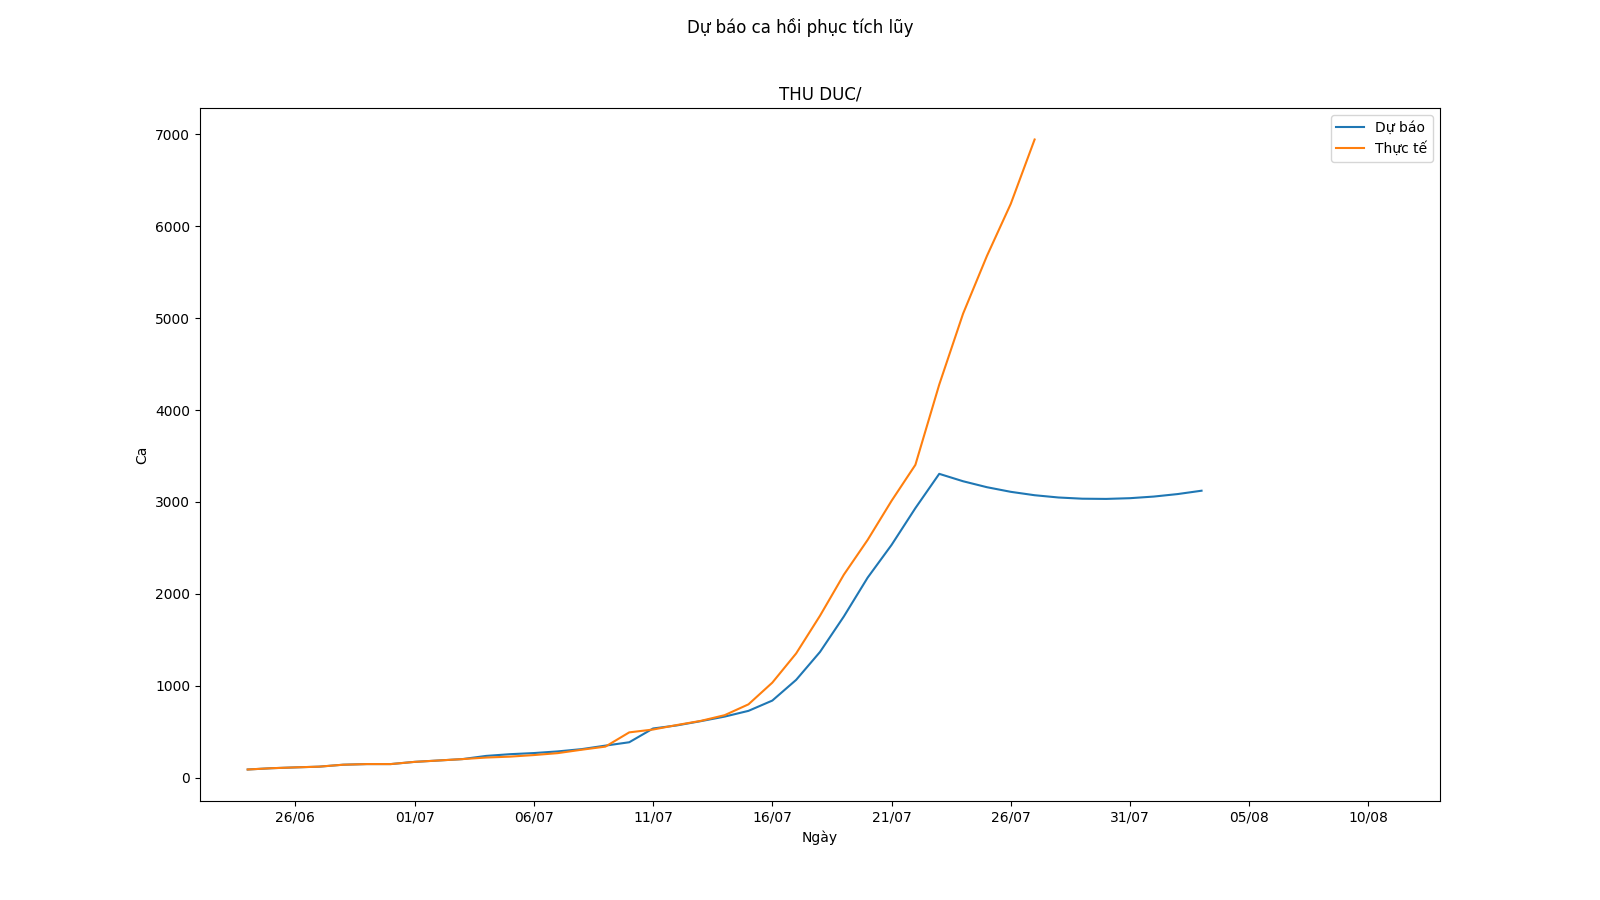 Dự báo ca hồi phục tích lũy
THU DUC/
Dự báo
Thực tế
7000
6000
5000
4000
3000
2000
1000
0
Ca
26/06 01/07 06/07 11/07 16/07 21/07 26/07 31/07 05/08 10/08
Ngày